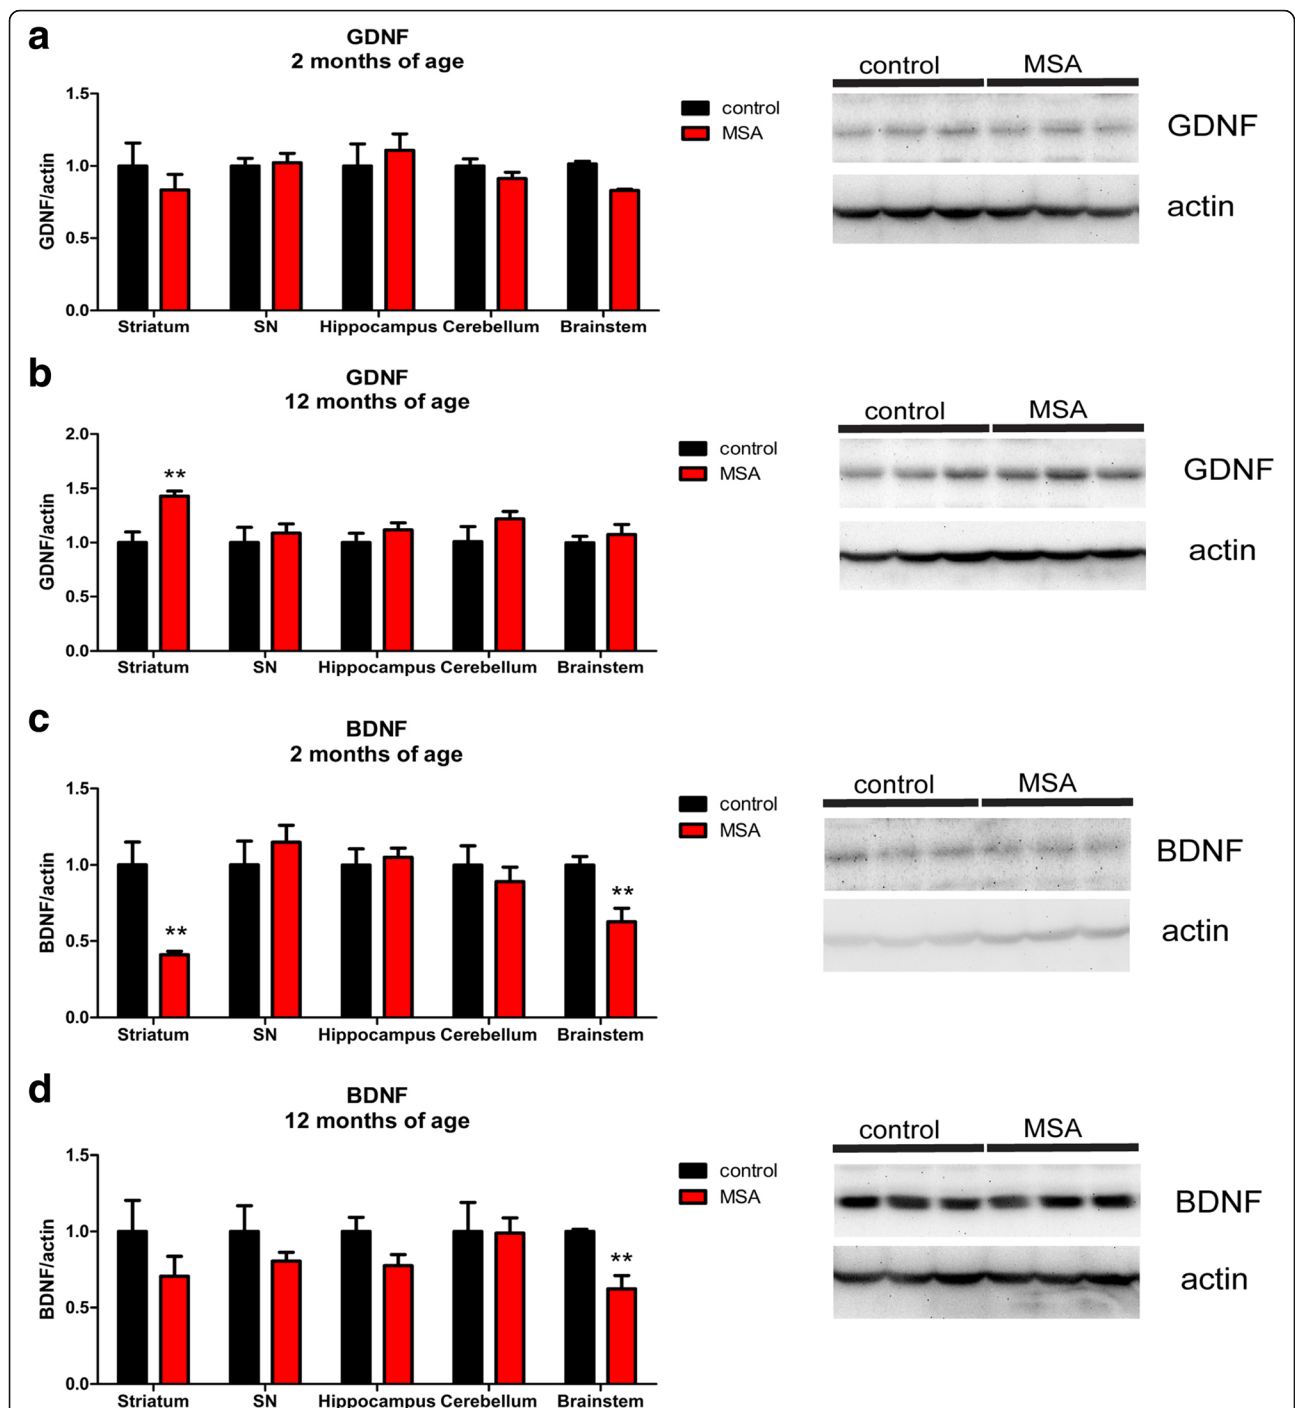 a
GDNF
2 months of age
control MSA
1.5
1.0
0.5
0.0
GDNF/actin
control
MSA
GDNF
actin
Striatum SN Hippocampus Cerebellum Brainstem
b
GDNF
12 months of age
control MSA
2.0
1.5
1.0
0.5
0.0
GDNF/actin
**
control
MSA
GDNF
actin
Striatum SN Hippocampus Cerebellum Brainstem
c
BDNF
2 months of age
control MSA
1.5
1.0
0.5
0.0
BDNF/actin
**
**
control
MSA
BDNF
actin
Striatum SN Hippocampus Cerebellum Brainstem
d
BDNF
12 months of age
control MSA
1.5
1.0
0.5
0.0
BDNF/actin
**
control
MSA
BDNF
actin
Striatum SN Hippocampus Cerebellum Brainstem